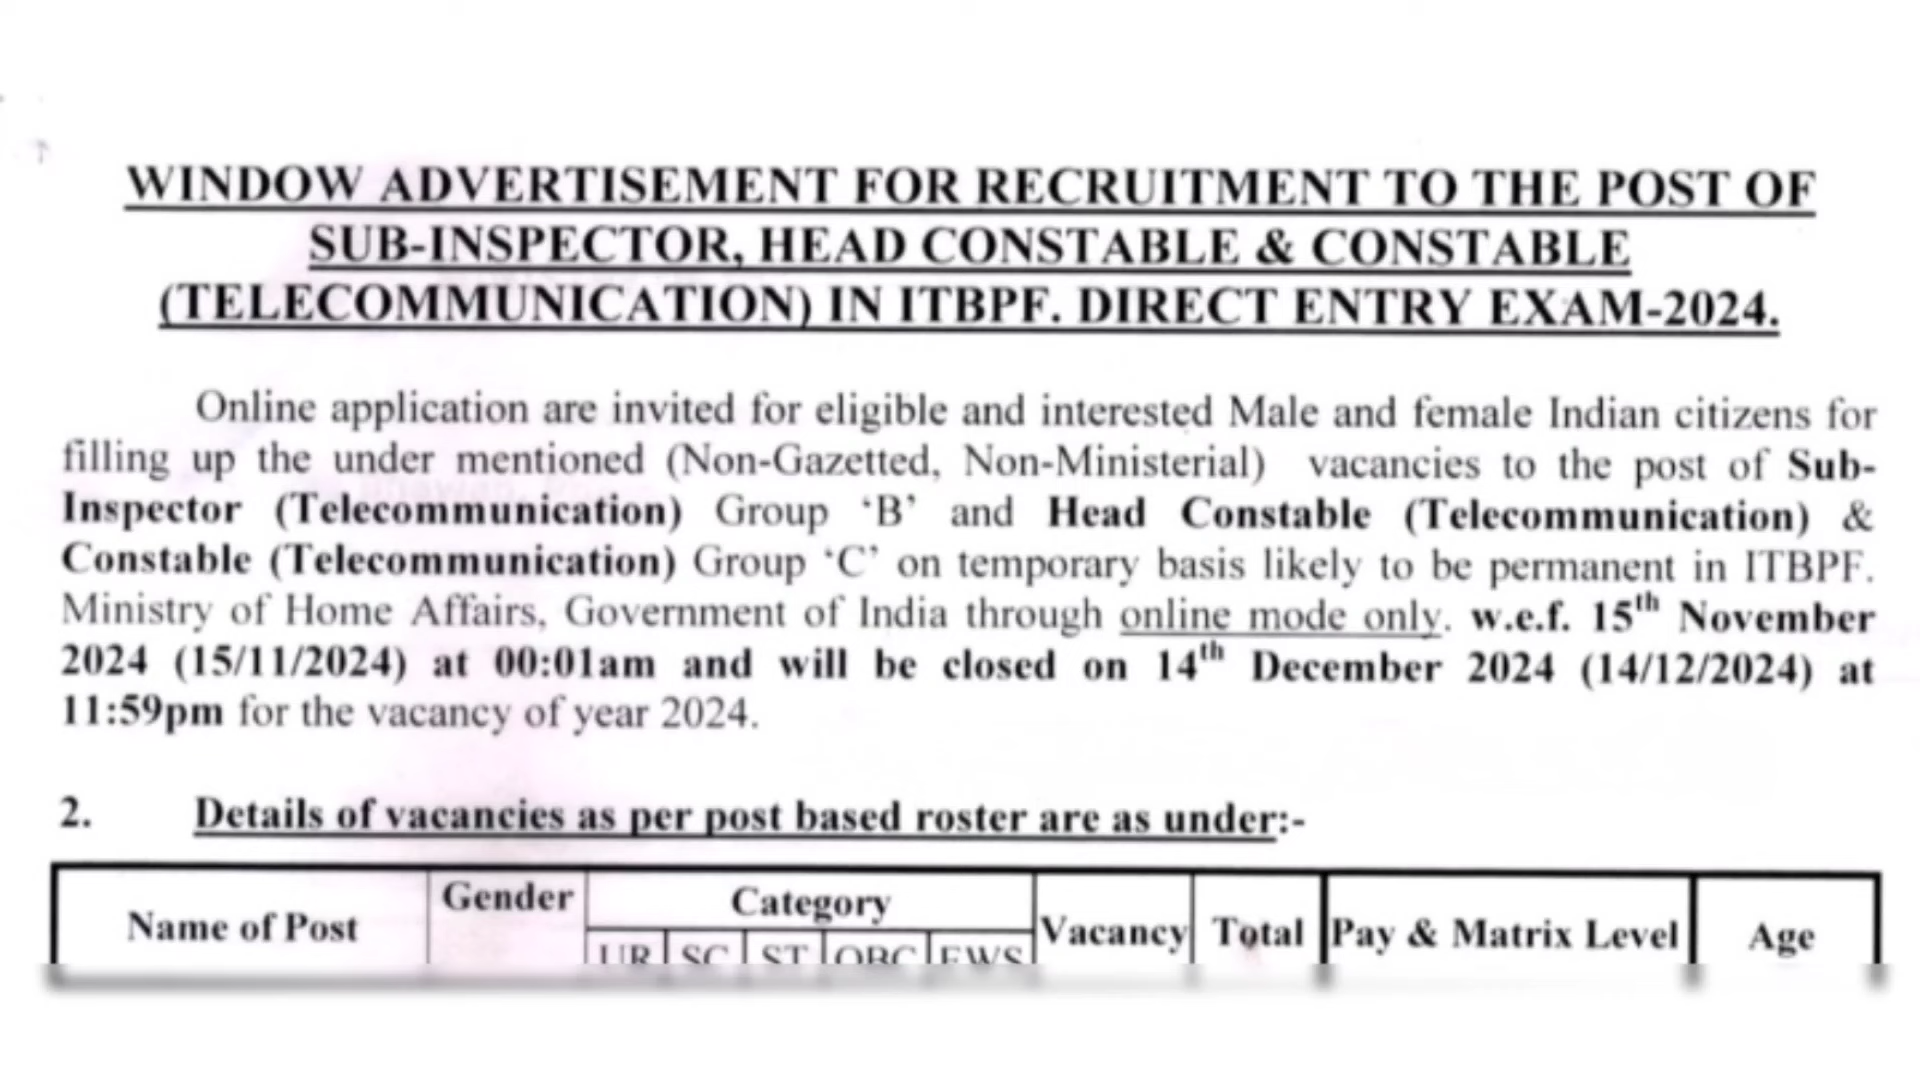 WINDOW ADVERTISEMENT FOR RECRUITMENT TO THE POST OF
SUB-INSPECTOR, HEAD CONSTABLE & CONSTABLE
(TELECOMMUNICATION) IN ITBPF. DIRECT ENTRY EXAM-2024.
Online application are invited for eligible and interested Male and female Indian citizens for
filling up the under mentioned (Non-Gazetted, Non-Ministerial) vacancies to the post of Sub-
Inspector (Telecommunication) Group ‘B’ and Head Constable (Telecommunication) &
Constable (Telecommunication) Group ‘C’ on temporary basis likely to be permanent in ITBPF.
Ministry of Home Affairs, Government of India through online mode only. w.e.f. 15th November
2024 (15/11/2024) at 00:01am and will be closed on 14th December 2024 (14/12/2024) at
11:59pm for the vacancy of year 2024.
2. Details of vacancies as per post based roster are as under:-
Name of Post Gender Category Vacancy Total Pay & Matrix Level Age
UR SC ST OBC EWS